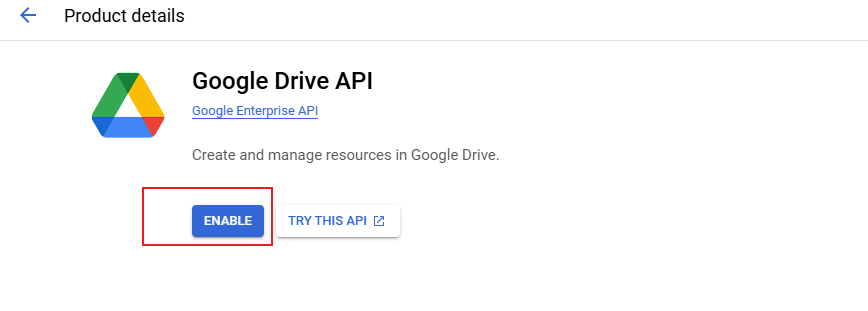 Product details
Google Drive API
Google Enterprise API
Create and manage resources in Google Drive.
ENABLE TRY THIS API